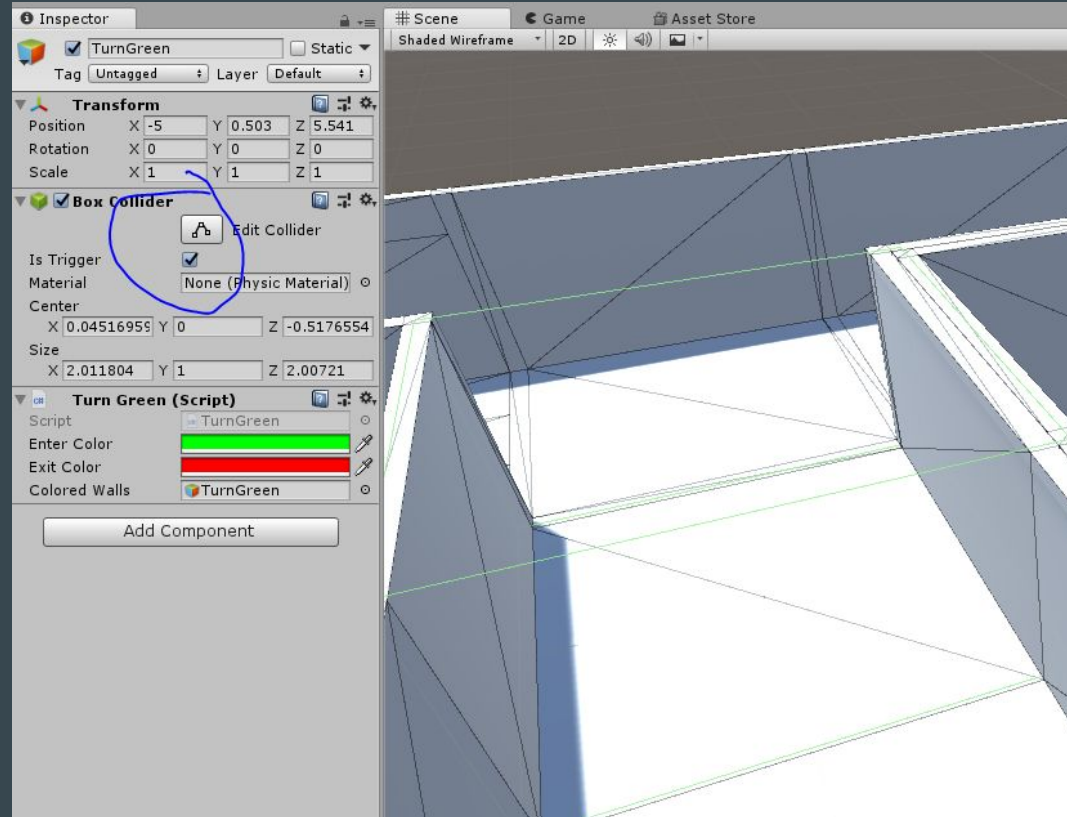 Inspector
# Scene Game Asset Store
Shaded Wireframe 2D
TurnGreen Static
Tag Untagged Layer Default
Transform
Position X -5 Y 0.503 Z 5.541
Rotation X 0 Y 0 Z 0
Scale X 1 Y 1 Z 1
Box Collider
Edit Collider
Is Trigger
Material None (Physic Material)
Center
X 0.04516959 Y 0 Z -0.5176554
Size
X 2.011804 Y 1 Z 2.00721
Turn Green (Script)
Script TurnGreen
Enter Color
Exit Color
Colored Walls TurnGreen
Add Component